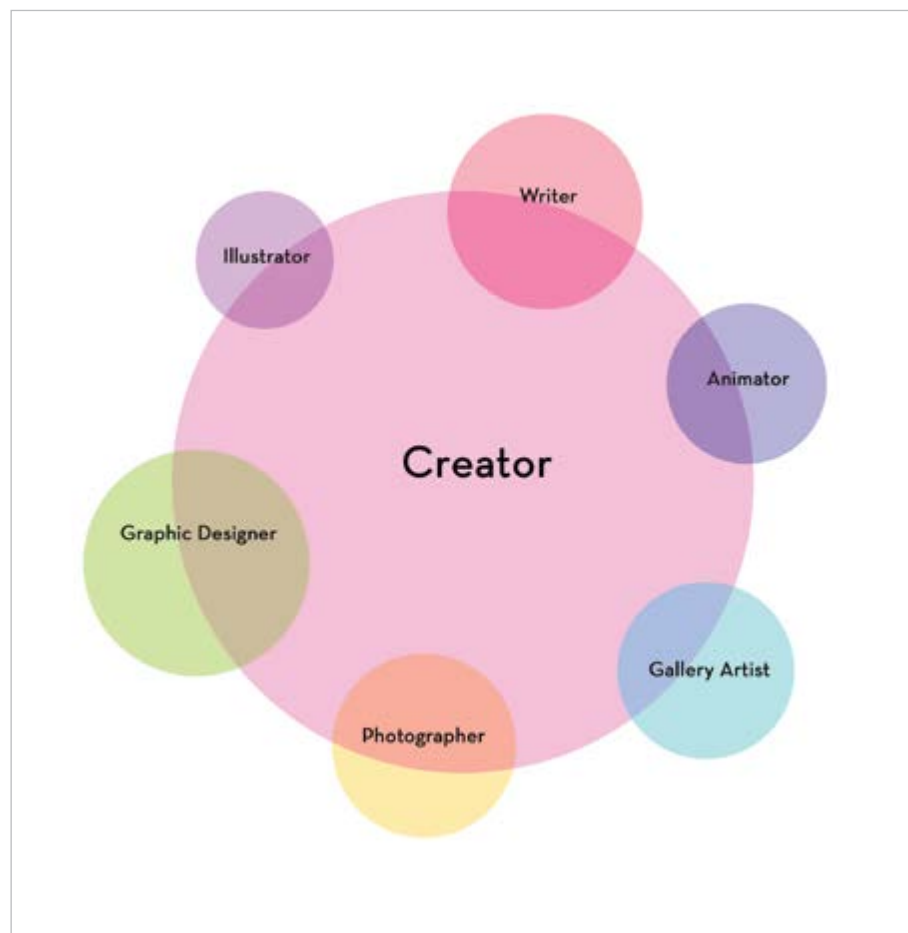 Writer
Illustrator
Animator
Creator
Graphic Designer
Gallery Artist
Photographer